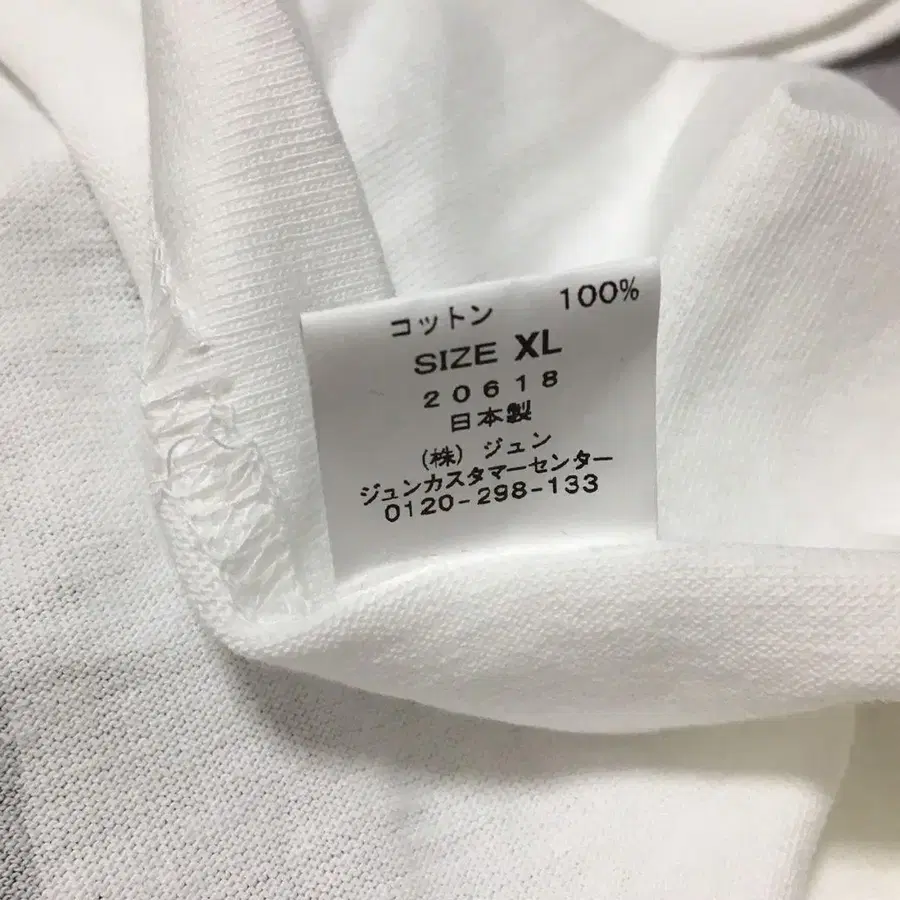 コットン 100%
SIZE XL
20618
日本製
(株) ジュン
ジュンカスタマーセンター
0120-298-133